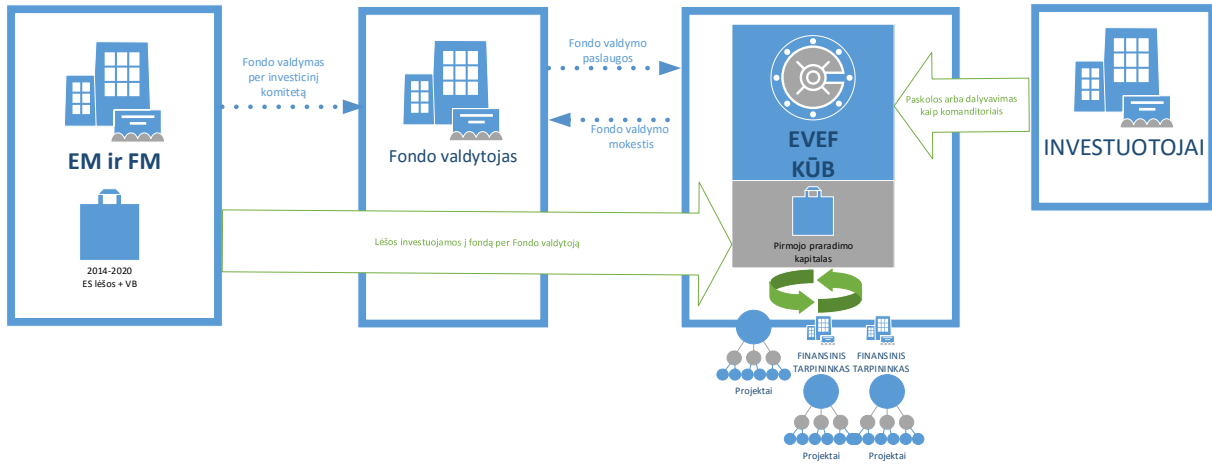 EM ir FM
2014-2020
ES lėšos + VB
Fondo valdymas
per investicinį
komitetą
Fondo valdytojas
Fondo valdymo
paslaugos
Fondo valdymo
mokestis
Lėšos investuojamos į fondą per Fondo valdytoją
EVEF
KŪB
Pirmojo praradimo
kapitalas
Paskolos arba dalyvavimas
kaip komanditoriais
INVESTUOTOJAI
Projektai
FINANSINIS
TARPININKAS
Projektai
FINANSINIS
TARPININKAS
Projektai